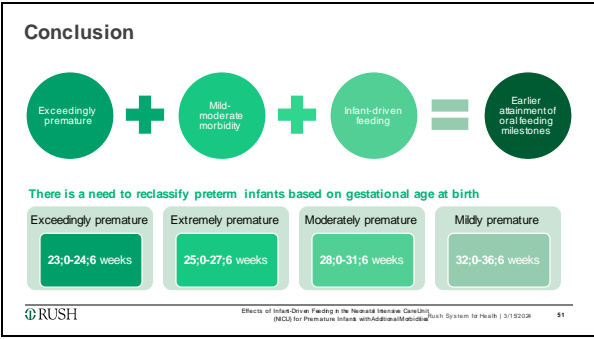 Conclusion
Exceedingly
premature
Mild-
moderate
morbidity
Infant-driven
feeding
Earlier
attainment of
oral feeding
milestones
There is a need to reclassify preterm infants based on gestational age at birth
Exceedingly premature
23;0-24;6 weeks
Extremely premature
25;0-27;6 weeks
Moderately premature
28;0-31;6 weeks
Mildly premature
32;0-36;6 weeks
RUSH
Effects of Infant-Driven Feeding in the Neonatal Intensive Care Unit
(NICU) for Premature Infants with Additional Morbidities
Rush System for Health | 3/15/2024
51